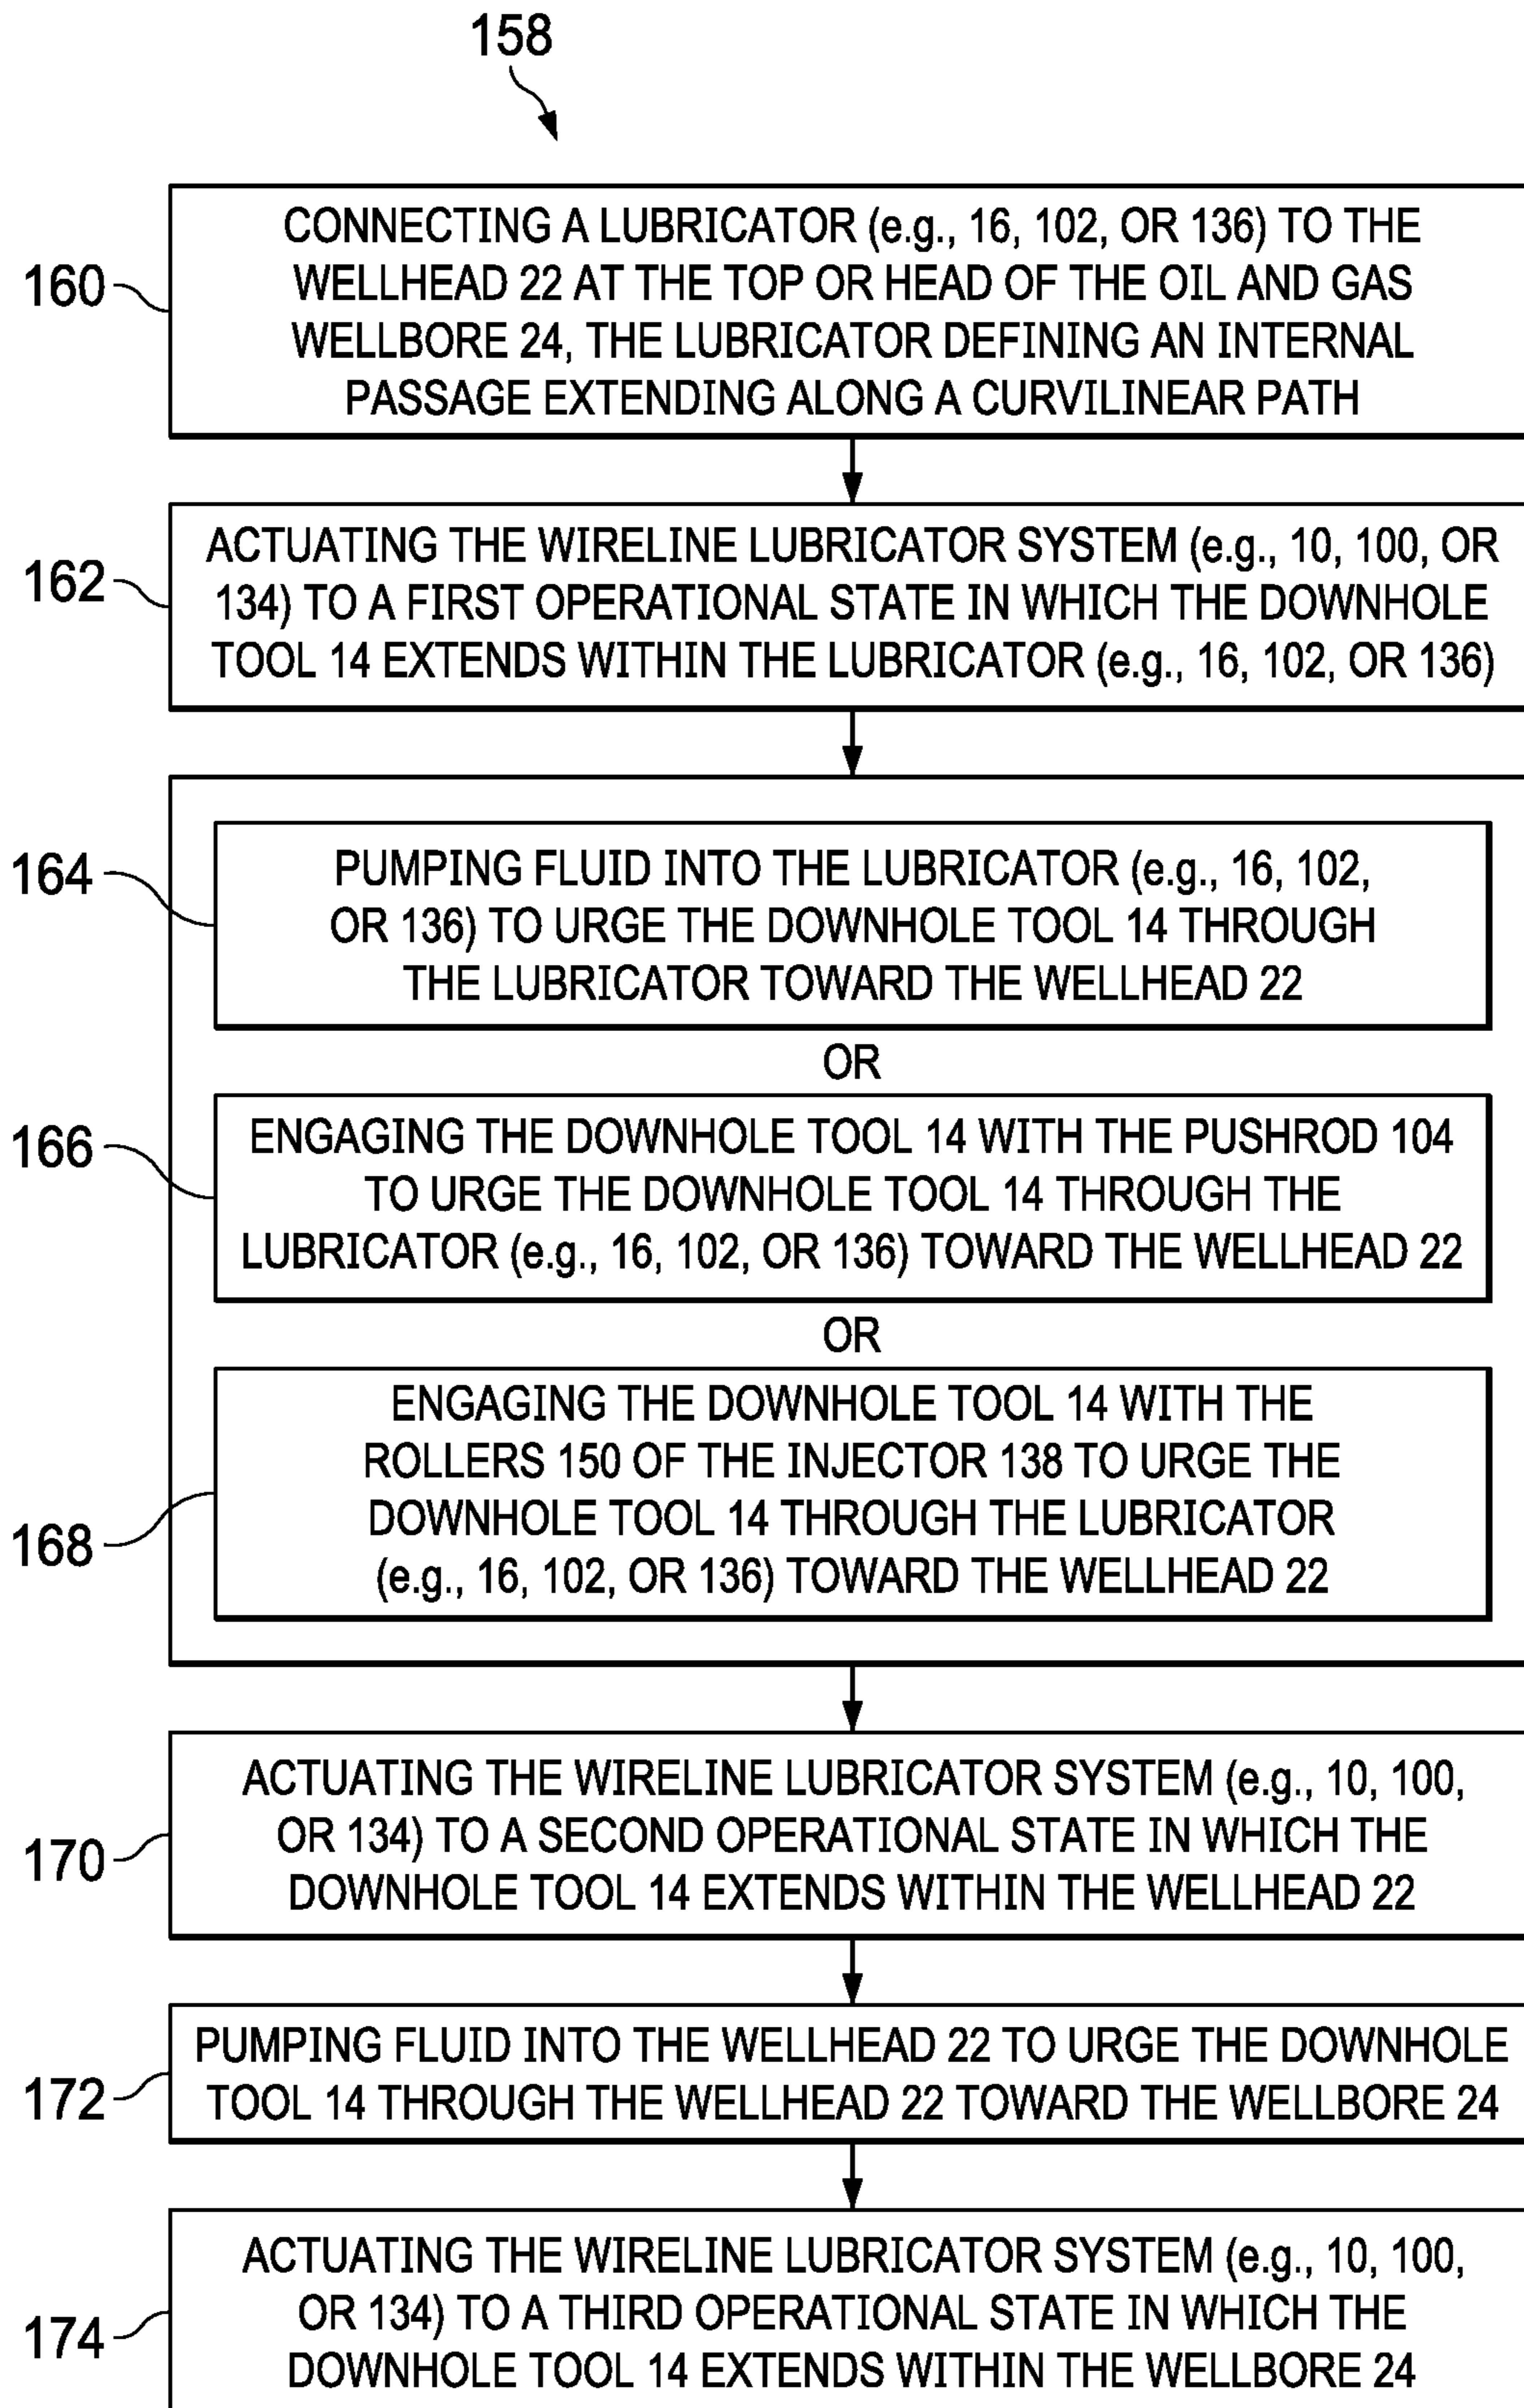 158
160
CONNECTING A LUBRICATOR (e.g., 16, 102, OR 136) TO THE
WELLHEAD 22 AT THE TOP OR HEAD OF THE OIL AND GAS
WELLBORE 24, THE LUBRICATOR DEFINING AN INTERNAL
PASSAGE EXTENDING ALONG A CURVILINEAR PATH
162
ACTUATING THE WIRELINE LUBRICATOR SYSTEM (e.g., 10, 100, OR
134) TO A FIRST OPERATIONAL STATE IN WHICH THE DOWNHOLE
TOOL 14 EXTENDS WITHIN THE LUBRICATOR (e.g., 16, 102, OR 136)
164
PUMPING FLUID INTO THE LUBRICATOR (e.g., 16, 102,
OR 136) TO URGE THE DOWNHOLE TOOL 14 THROUGH
THE LUBRICATOR TOWARD THE WELLHEAD 22
OR
166
ENGAGING THE DOWNHOLE TOOL 14 WITH THE PUSHROD 104
TO URGE THE DOWNHOLE TOOL 14 THROUGH THE
LUBRICATOR (e.g., 16, 102, OR 136) TOWARD THE WELLHEAD 22
OR
168
ENGAGING THE DOWNHOLE TOOL 14 WITH THE
ROLLERS 150 OF THE INJECTOR 138 TO URGE THE
DOWNHOLE TOOL 14 THROUGH THE LUBRICATOR
(e.g., 16, 102, OR 136) TOWARD THE WELLHEAD 22
170
ACTUATING THE WIRELINE LUBRICATOR SYSTEM (e.g., 10, 100,
OR 134) TO A SECOND OPERATIONAL STATE IN WHICH THE
DOWNHOLE TOOL 14 EXTENDS WITHIN THE WELLHEAD 22
172
PUMPING FLUID INTO THE WELLHEAD 22 TO URGE THE DOWNHOLE
TOOL 14 THROUGH THE WELLHEAD 22 TOWARD THE WELLBORE 24
174
ACTUATING THE WIRELINE LUBRICATOR SYSTEM (e.g., 10, 100,
OR 134) TO A THIRD OPERATIONAL STATE IN WHICH THE
DOWNHOLE TOOL 14 EXTENDS WITHIN THE WELLBORE 24